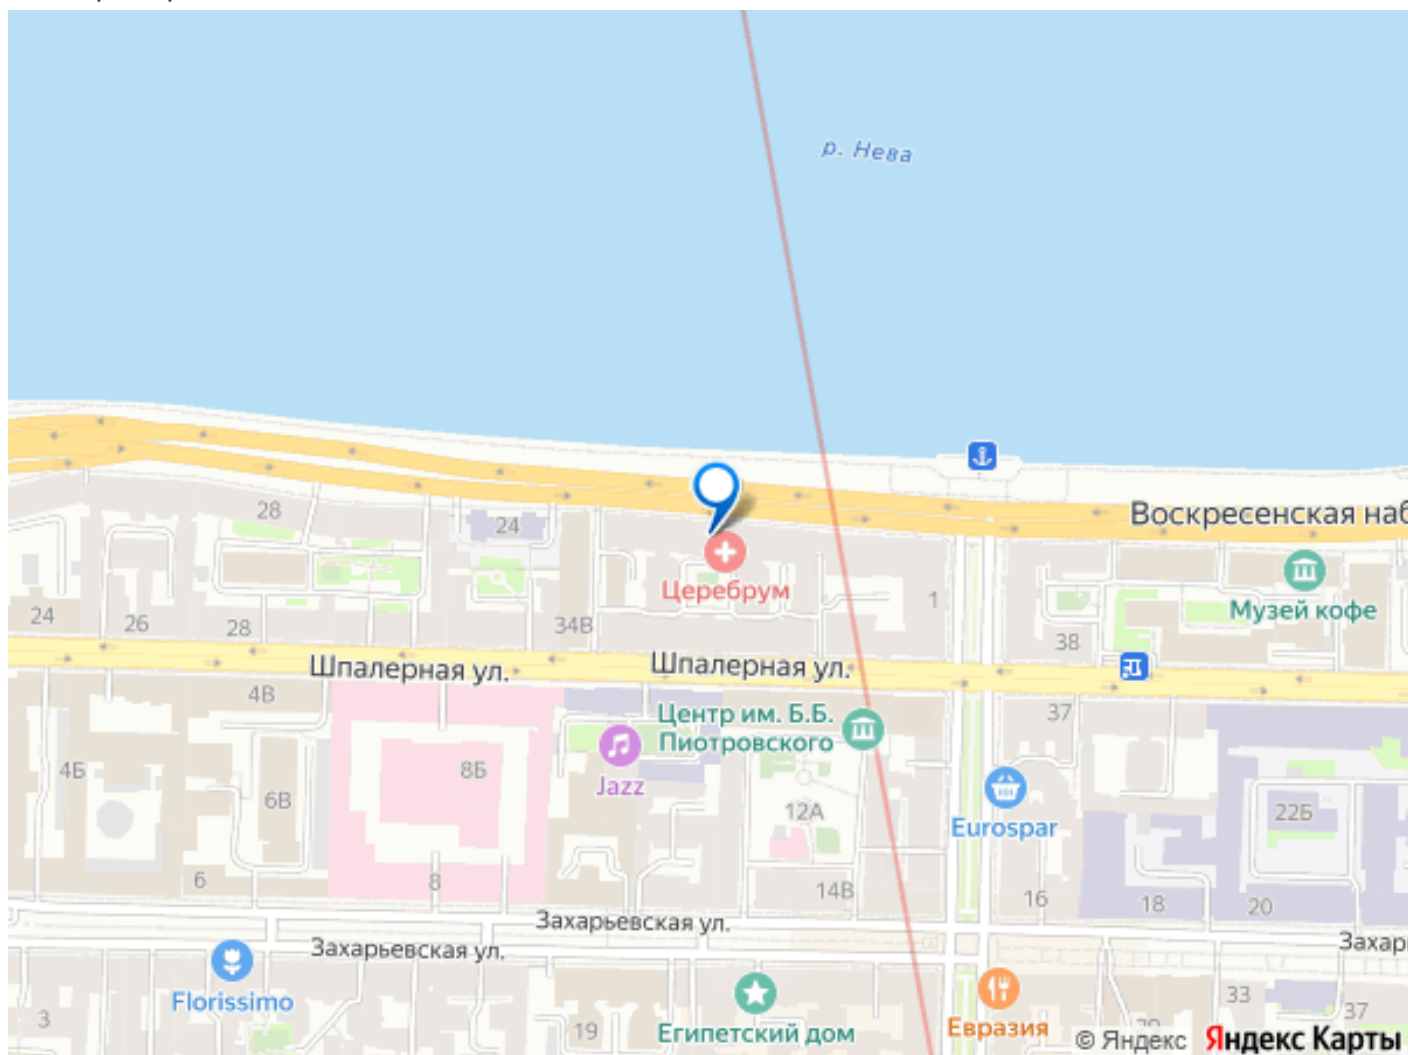 р. Нева
Воскресенская наб
28
24
Церебрум
Музей кофе
24
26
28
34В
1
38
Шпалерная ул.
Шпалерная ул.
4В
Центр им. Б.Б.
Пиотровского
37
4Б
8Б
Jazz
6В
12А
Eurospar
22Б
6
8
14В
16
18
20
Захарьевская ул.
Захарьевская ул.
Захарь
Florissimo
33
37
3
19
Египетский дом
Евразия
© Яндекс Яндекс Карты